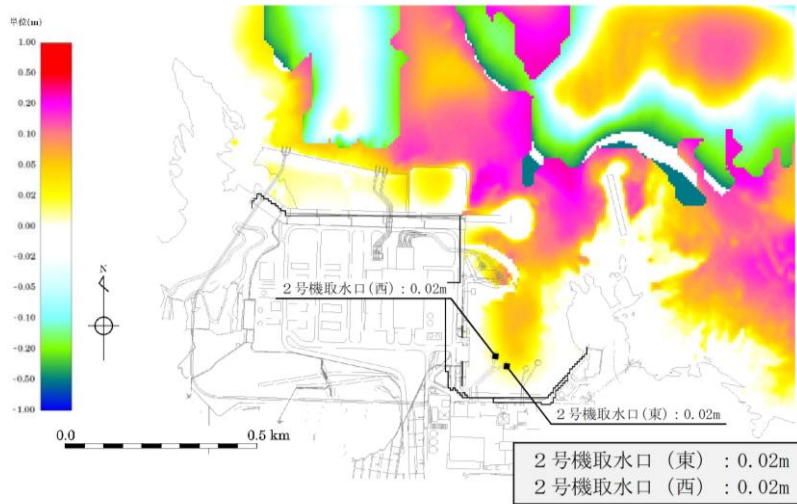 単位(m)
1.00
0.50
0.20
0.10
0.05
0.02
0.00
-0.02
-0.05
-0.10
-0.20
-0.50
-1.00
N
２号機取水口(西)：0.02m
２号機取水口(東)：0.02m
0.0 0.5 km
２号機取水口（東）：0.02m
２号機取水口（西）：0.02m